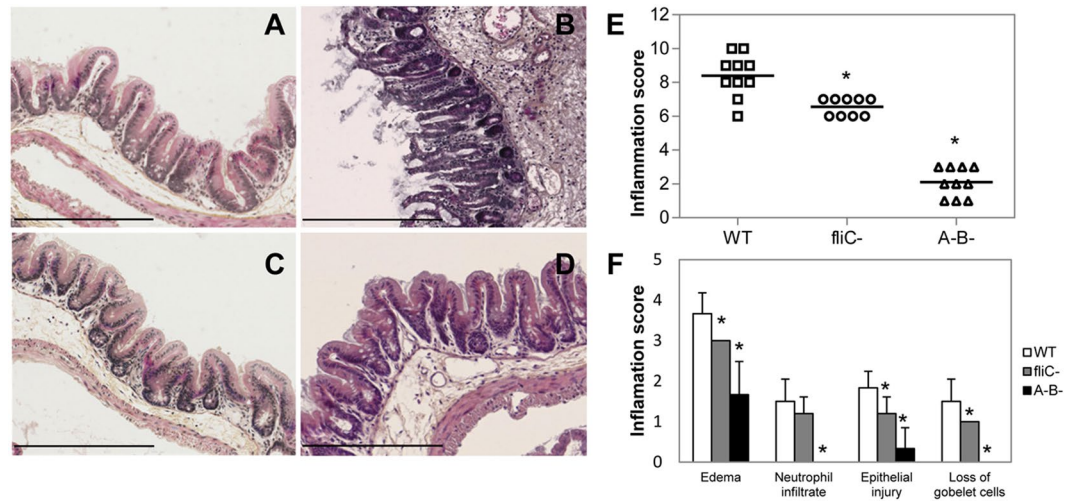 A
B
C
D
E
Inflammation score
12
10
8
6
4
2
0
*
*
WT
fliC-
A-B-
F
Inflamation score
5
4
3
2
1
0
*
*
*
*
*
*
*
Edema
Neutrophil
infiltrate
Epithelial
injury
Loss of
gobelet cells
WT
fliC-
A-B-